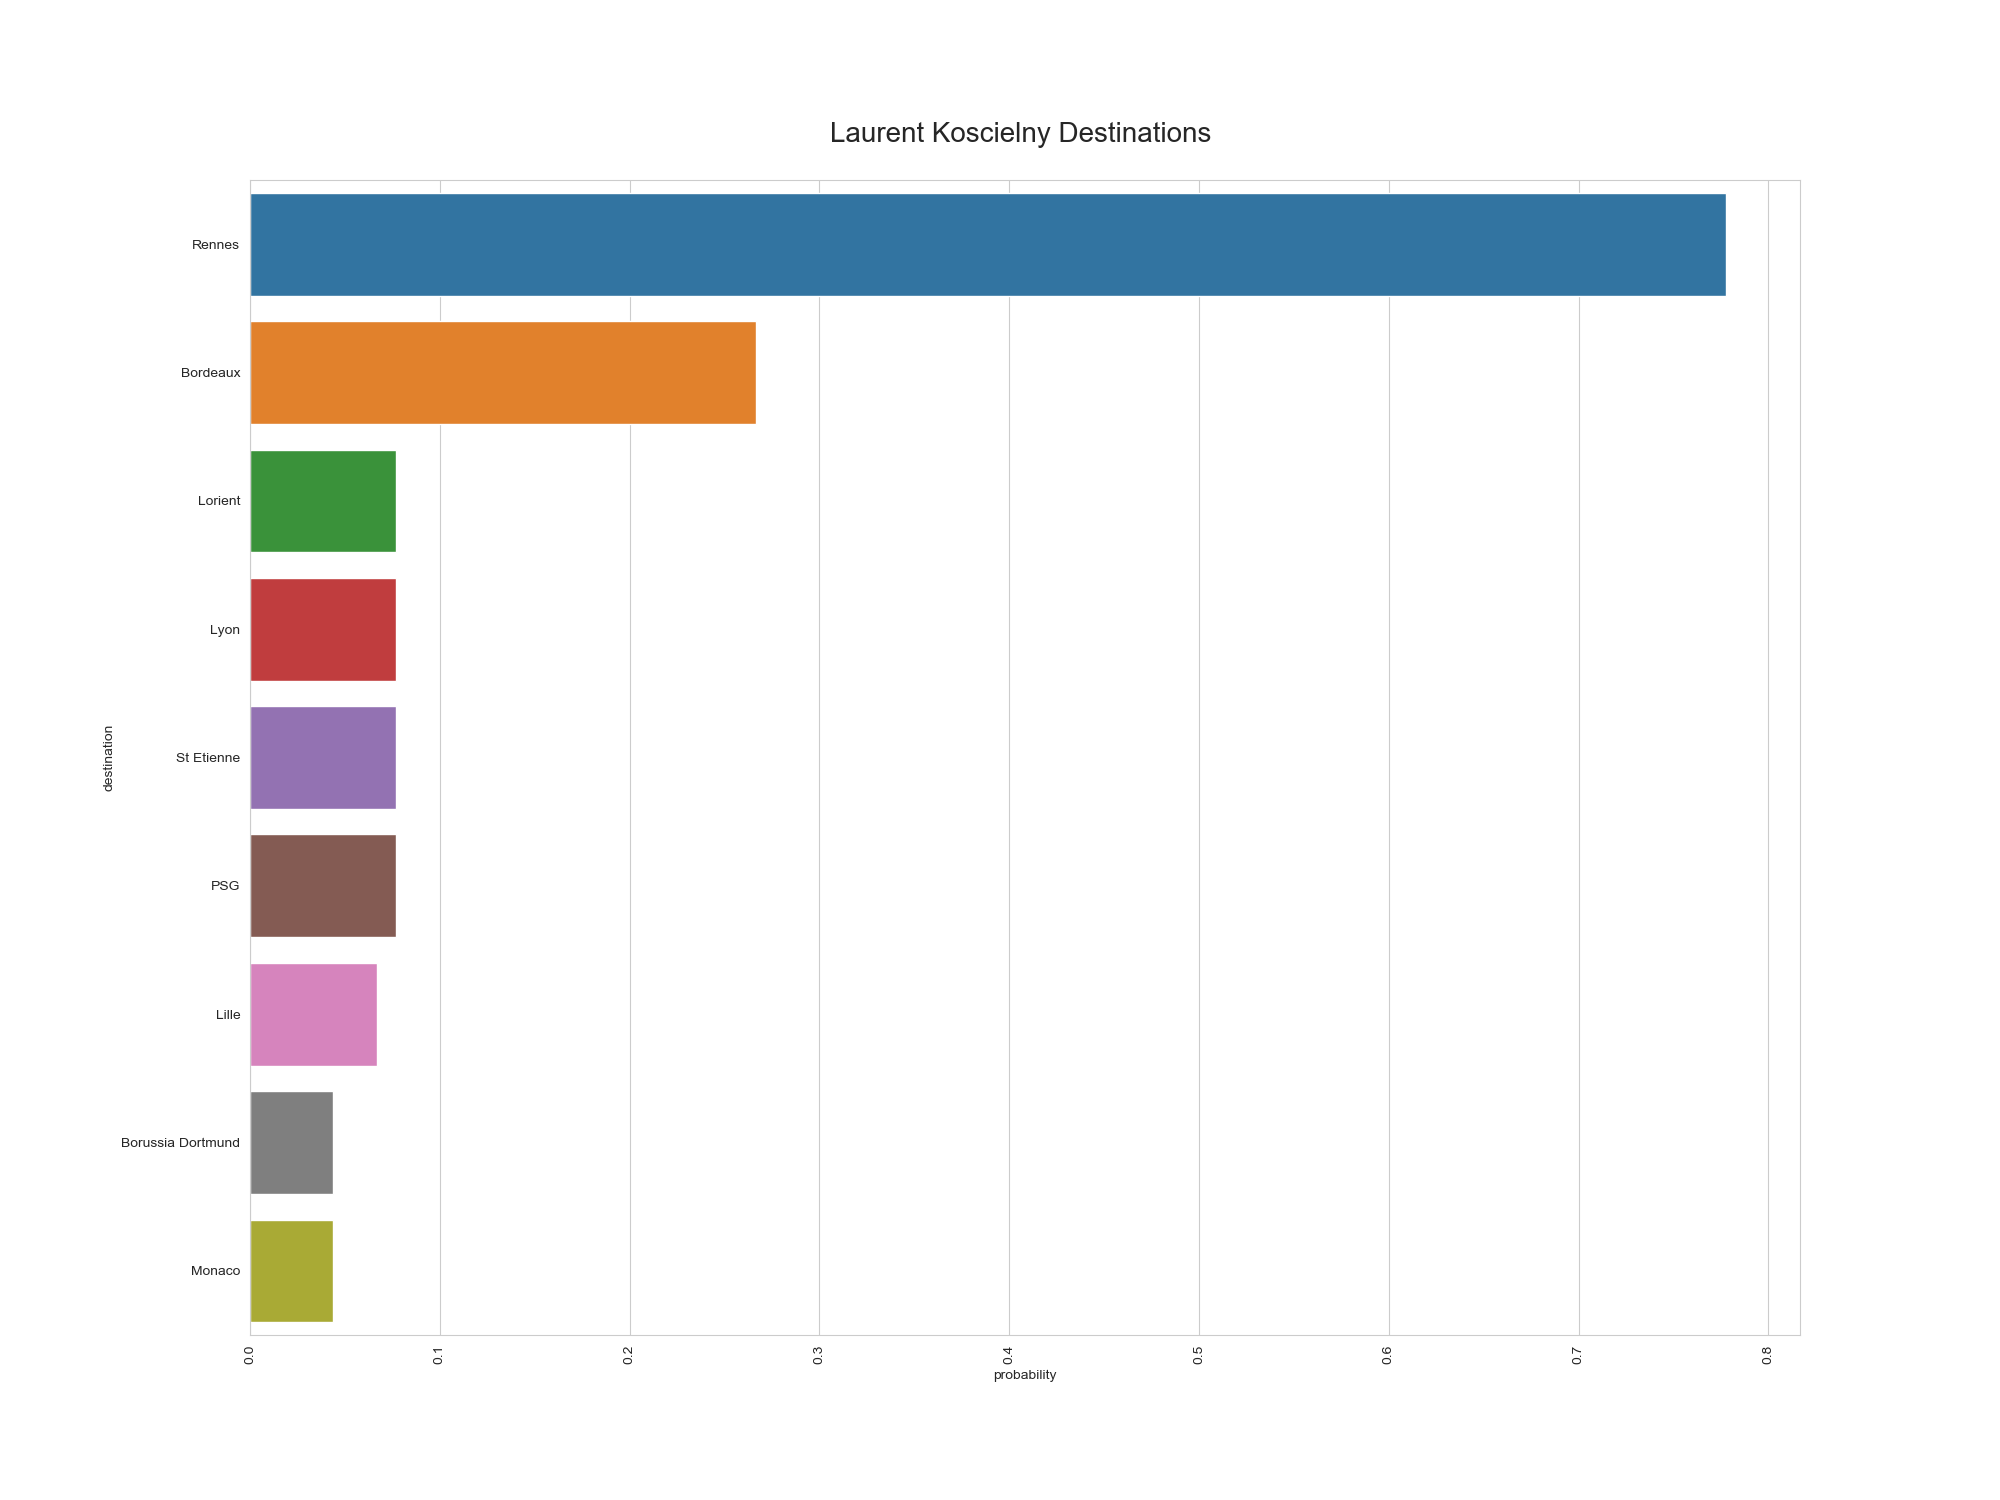 Laurent Koscielny Destinations
Rennes
Bordeaux
Lorient
Lyon
St Etienne
PSG
Lille
Borussia Dortmund
Monaco
destination
0.0
0.1
0.2
0.3
0.4
0.5
0.6
0.7
0.8
probability